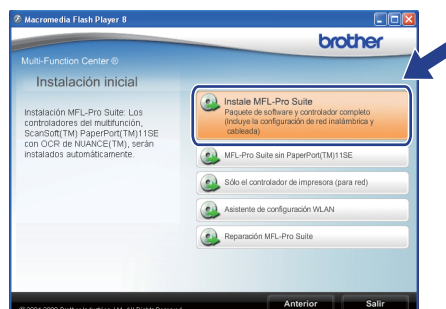 Macromedia Flash Player 8
brother
Multi-Function Center ®
Instalación inicial
Instalación MFL-Pro Suite: Los
controladores del multifunción,
ScanSoft(TM) PaperPort(TM)11SE
con OCR de NUANCE(TM), serán
instalados automáticamente.
Instale MFL-Pro Suite
Paquete de software y controlador completo
(Incluye la configuración de red inalámbrica y
cableada)
MFL-Pro Suite sin PaperPort(TM)11SE
Sólo el controlador de impresora (para red)
Asistente de configuración WLAN
Reparación MFL-Pro Suite
Anterior
Salir